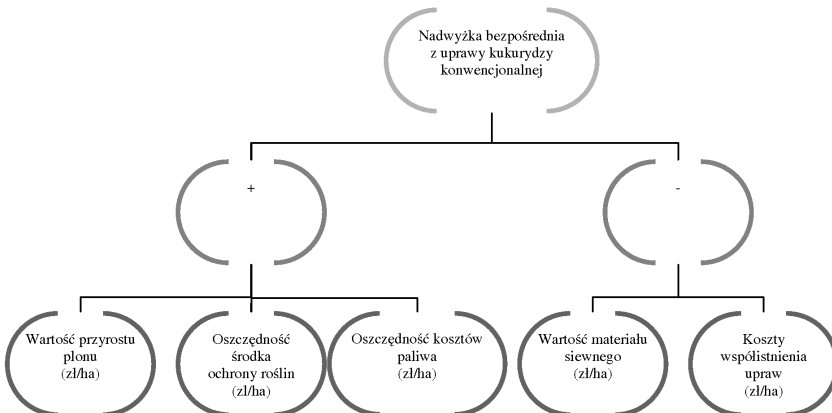 Nadwyżka bezpośrednia
z uprawy kukurydzy
konwencjonalnej
+
-
Wartość przyrostu
plonu
(zł/ha)
Oszczędność
środka
ochrony roślin
(zł/ha)
Oszczędność kosztów
paliwa
(zł/ha)
Wartość materiału
siewnego
(zł/ha)
Koszty
współistnienia
upraw
(zł/ha)